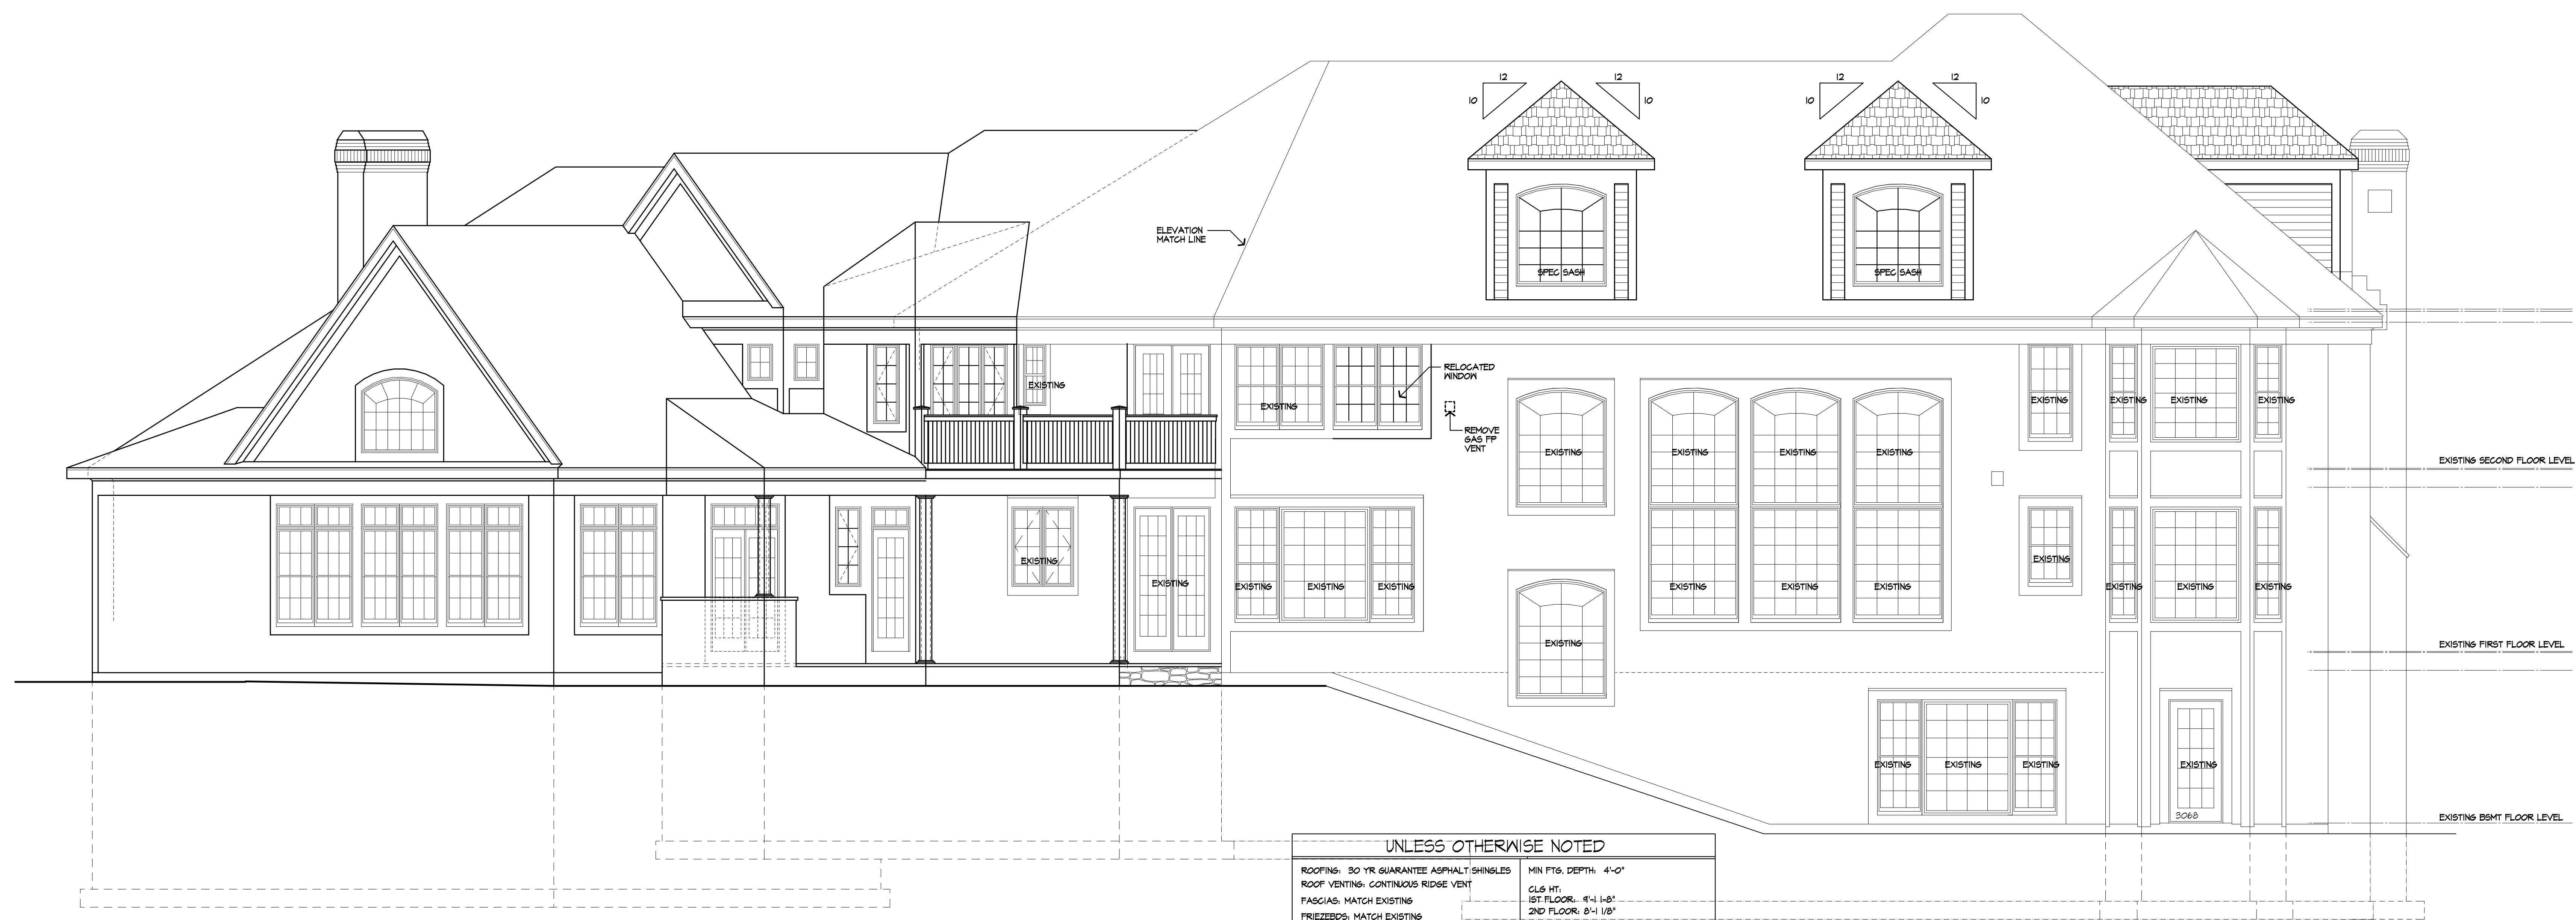 12
12
12
12
10
10
10
10
ELEVATION
MATCH LINE
SPEC SASH
SPEC SASH
RELOCATED
WINDOW
REMOVE
GAS FP
VENT
EXISTING
EXISTING
EXISTING
EXISTING
EXISTING
EXISTING
EXISTING
EXISTING
EXISTING
EXISTING
EXISTING
EXISTING SECOND FLOOR LEVEL
EXISTING
EXISTING
EXISTING
EXISTING
EXISTING
EXISTING
EXISTING
EXISTING
EXISTING
EXISTING
EXISTING
EXISTING
EXISTING
EXISTING
EXISTING FIRST FLOOR LEVEL
EXISTING
EXISTING
EXISTING
EXISTING
3068
EXISTING BSMT FLOOR LEVEL
UNLESS OTHERWISE NOTED
ROOFING: 30 YR GUARANTEE ASPHALT SHINGLES
ROOF VENTING: CONTINUOUS RIDGE VENT
FASCIAS: MATCH EXISTING
FRIEZEBDS: MATCH EXISTING
MIN FTG. DEPTH: 4'-0"
CLG HT:
1ST FLOOR: 9'-1 1-8"
2ND FLOOR: 8'-1 1/8"